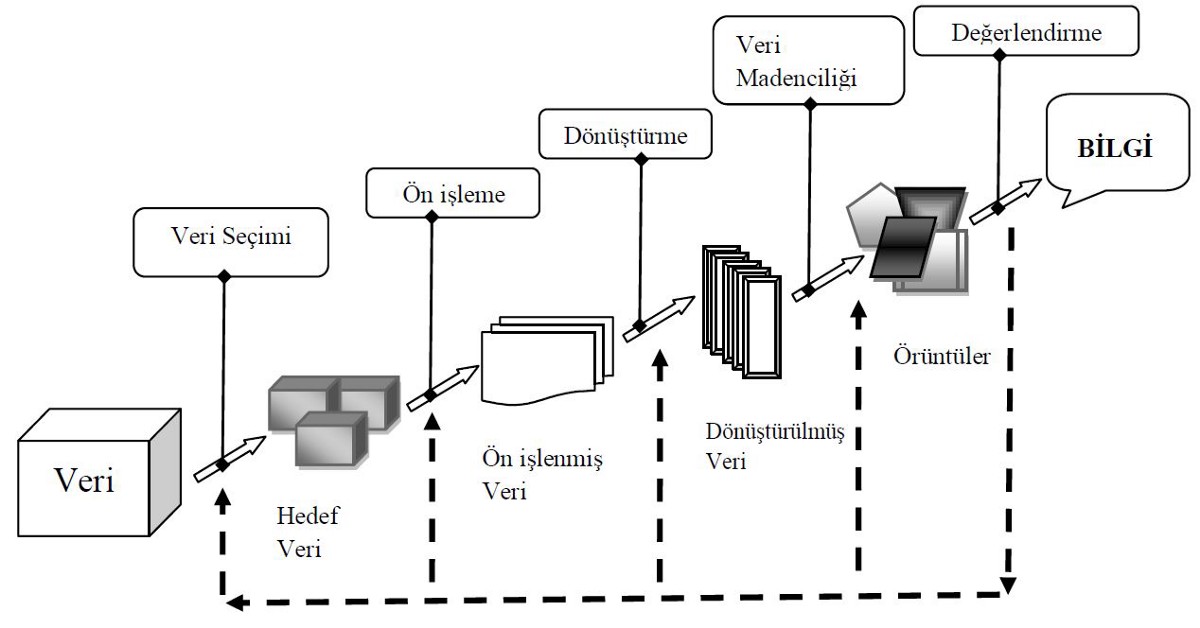 Değerlendirme
Veri
Madenciliği
Dönüştürme
BİLGİ
Ön işleme
Veri Seçimi
Örüntüler
Dönüştürülmüş
Veri
Ön işlenmiş
Veri
Veri
Hedef
Veri